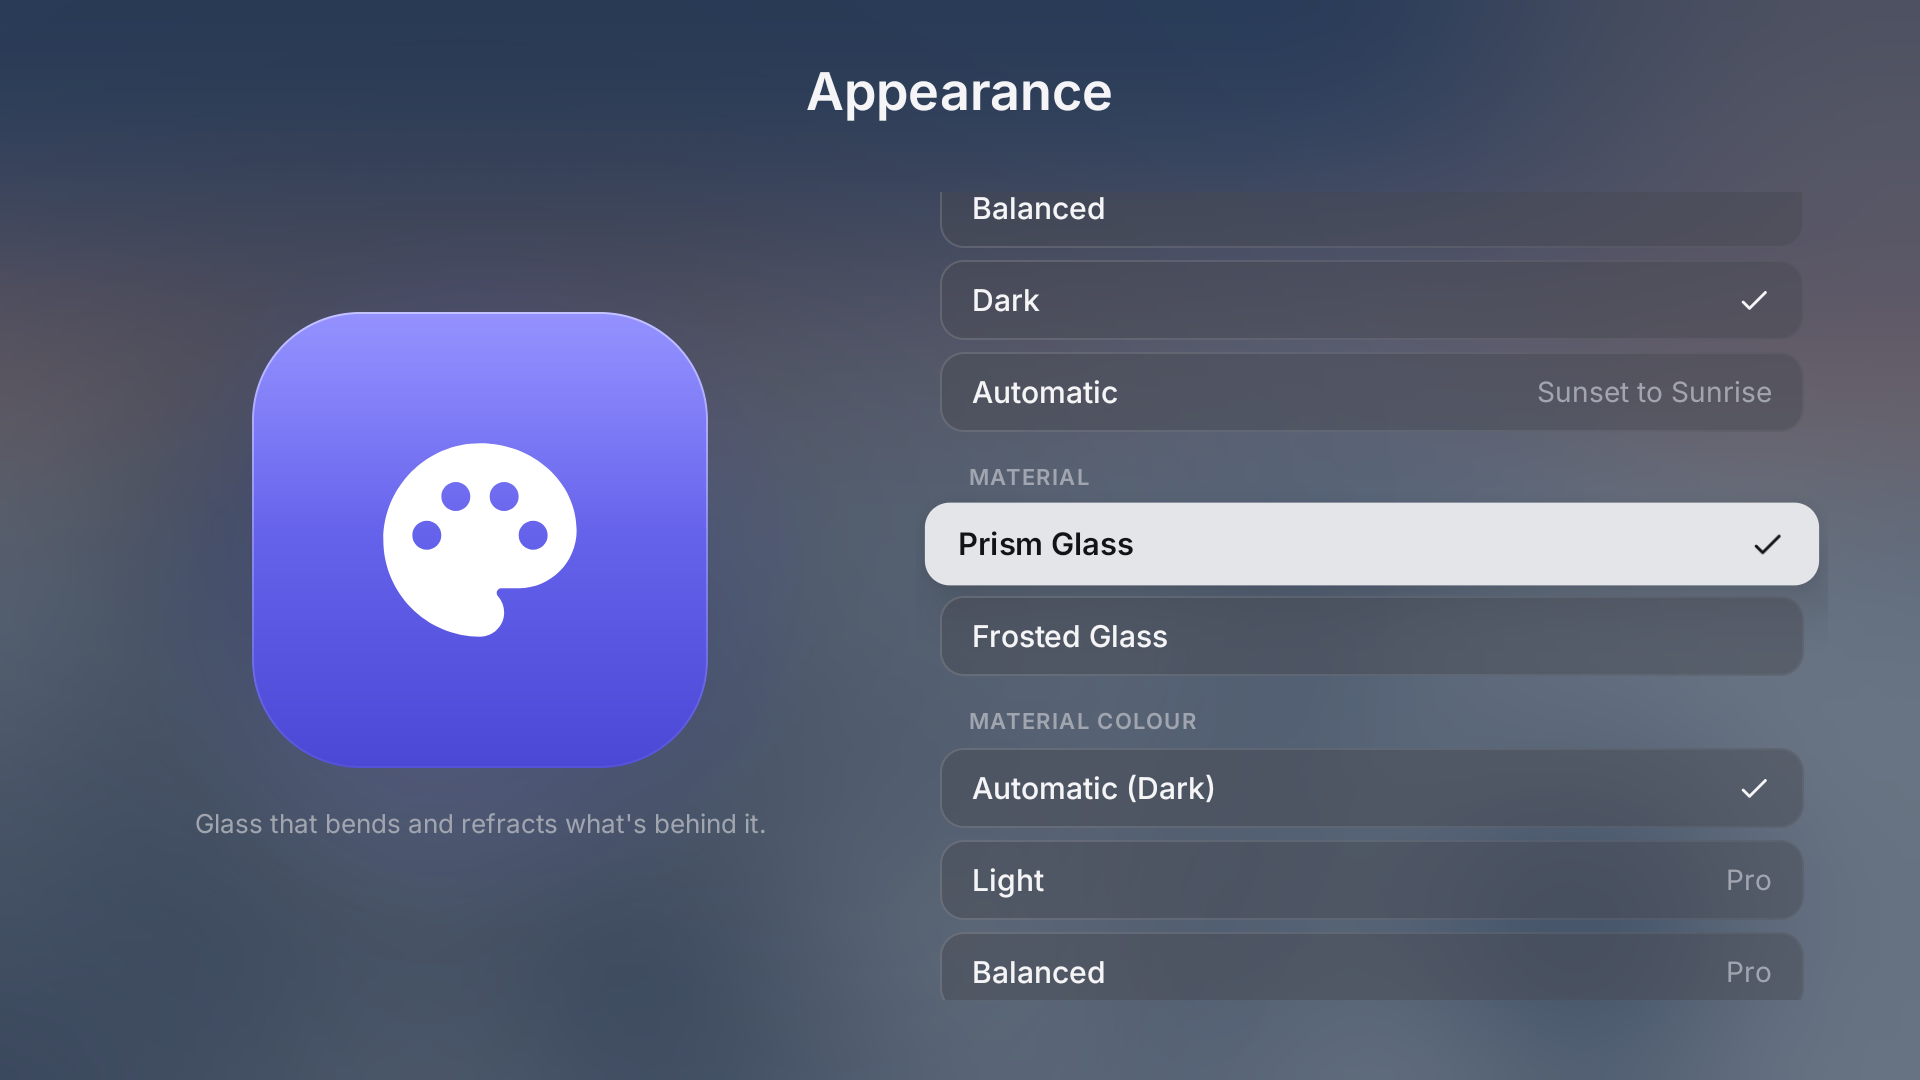 Appearance
Balanced
Dark
Automatic
Sunset to Sunrise
MATERIAL
Prism Glass
Frosted Glass
MATERIAL COLOUR
Automatic (Dark)
Light
Pro
Balanced
Pro
Glass that bends and refracts what's behind it.